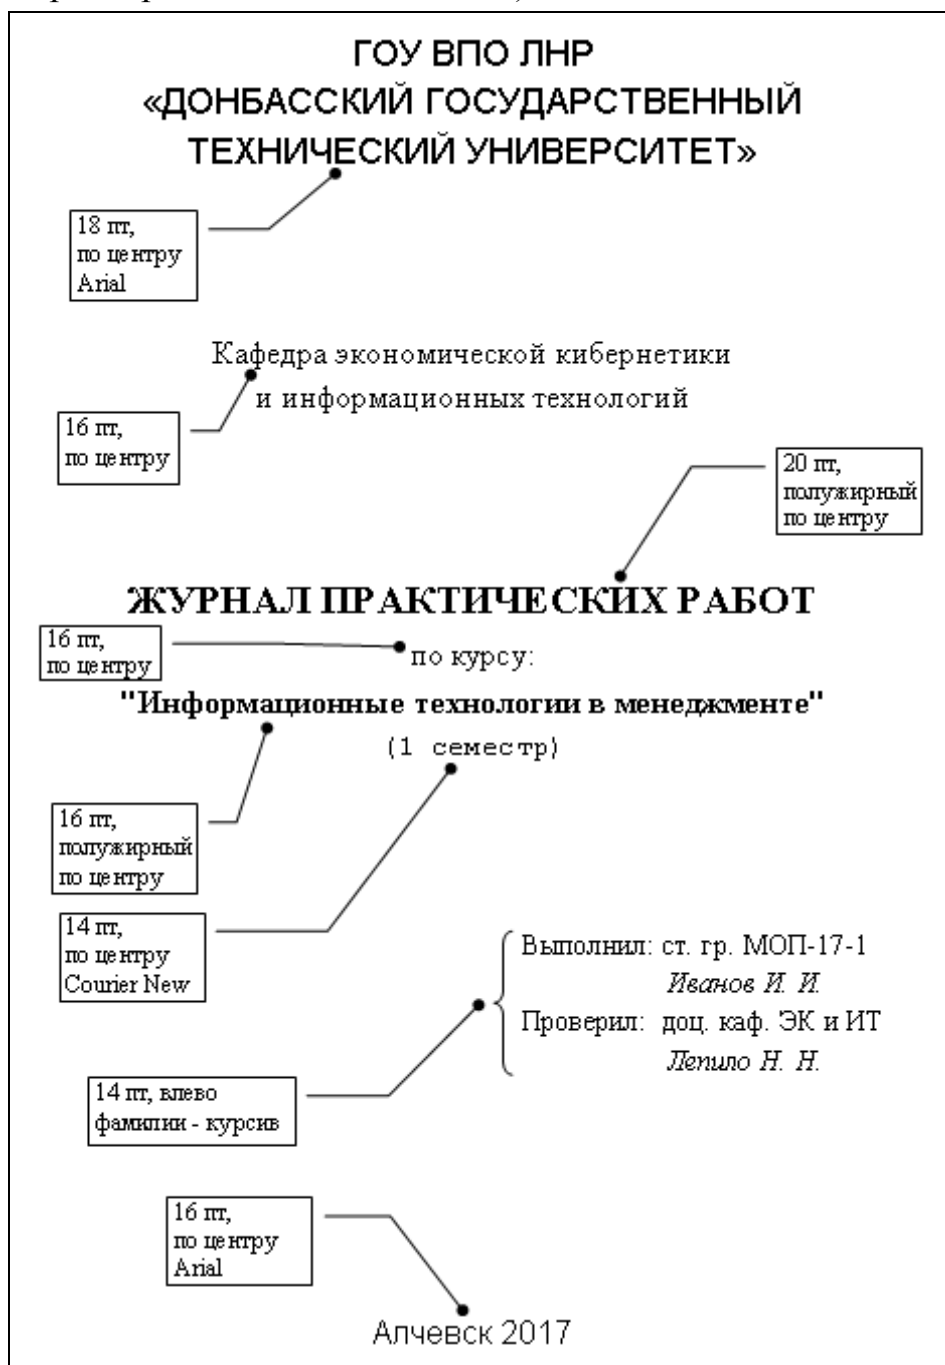 ГОУ ВПО ЛНР
«ДОНБАССКИЙ ГОСУДАРСТВЕННЫЙ
ТЕХНИЧЕСКИЙ УНИВЕРСИТЕТ»
18 пт,
по центру
Arial
Кафедра экономической кибернетики
и информационных технологий
16 пт,
по центру
20 пт,
полужирный
по центру
ЖУРНАЛ ПРАКТИЧЕСКИХ РАБОТ
16 пт,
по центру
по курсу:
"Информационные технологии в менеджменте"
(1 семестр)
16 пт,
полужирный
по центру
14 пт,
по центру
Courier New
Выполнил: ст. гр. МОП-17-1
Иванов И. И.
Проверил: доц. каф. ЭК и ИТ
Лепило Н. Н.
14 пт, влево
фамилии - курсив
16 пт,
по центру
Arial
Алчевск 2017